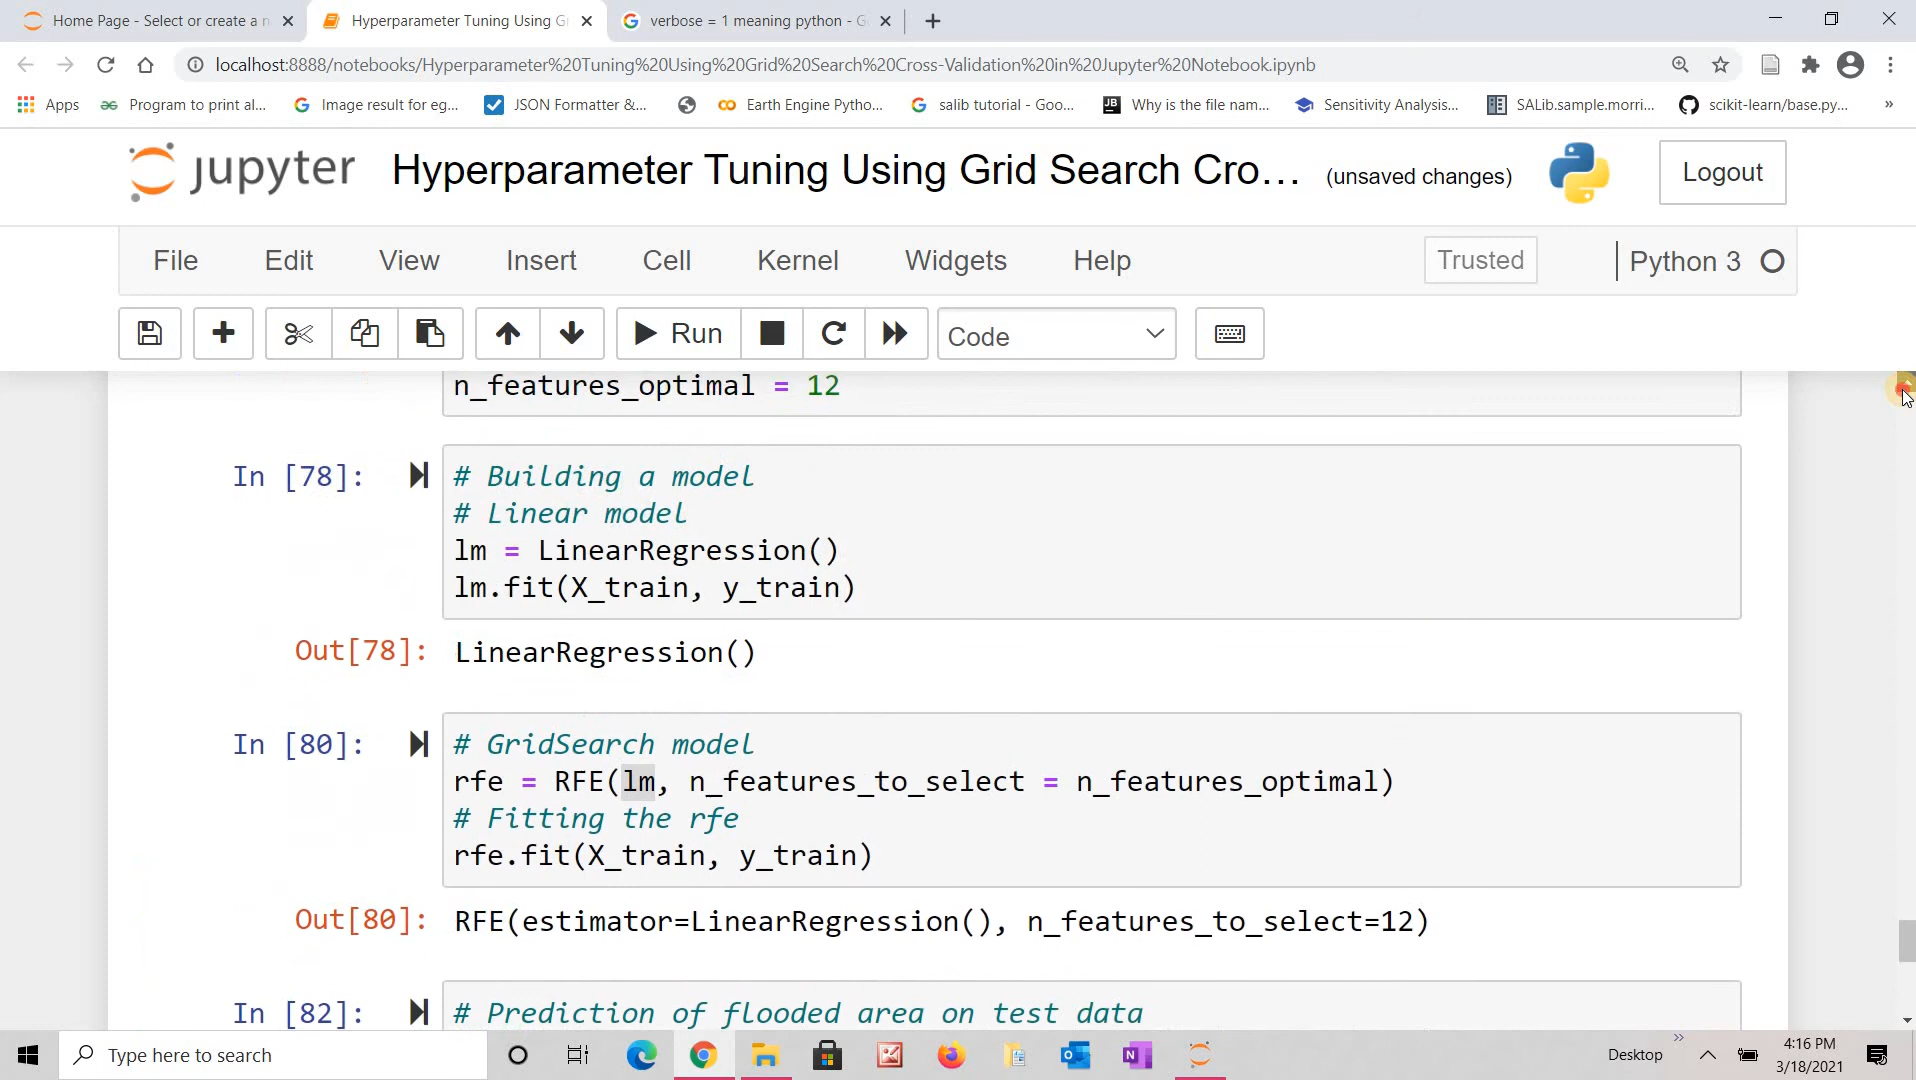 Home Page - Select or create a n
Hyperparameter Tuning Using G
verbose = 1 meaning python - G
localhost:8888/notebooks/Hyperparameter%20Tuning%20Using%20Grid%20Search%20Cross-Validation%20in%20Jupyter%20Notebook.ipynb
Apps
Program to print al...
Image result for eg...
JSON Formatter &...
Earth Engine Pytho...
salib tutorial - Goo...
Why is the file nam...
Sensitivity Analysis...
SALib.sample.morri...
scikit-learn/base.py...
»
jupyter
Hyperparameter Tuning Using Grid Search Cro...
(unsaved changes)
Logout
File
Edit
View
Insert
Cell
Kernel
Widgets
Help
Trusted
Python 3
Run
Code
n_features_optimal = 12
In [78]:
# Building a model
# Linear model
lm = LinearRegression()
lm.fit(X_train, y_train)
Out[78]: LinearRegression()
In [80]:
# GridSearch model
rfe = RFE(lm, n_features_to_select = n_features_optimal)
# Fitting the rfe
rfe.fit(X_train, y_train)
Out[80]: RFE(estimator=LinearRegression(), n_features_to_select=12)
In [82]:
# Prediction of flooded area on test data
Type here to search
Desktop
»
4:16 PM
3/18/2021